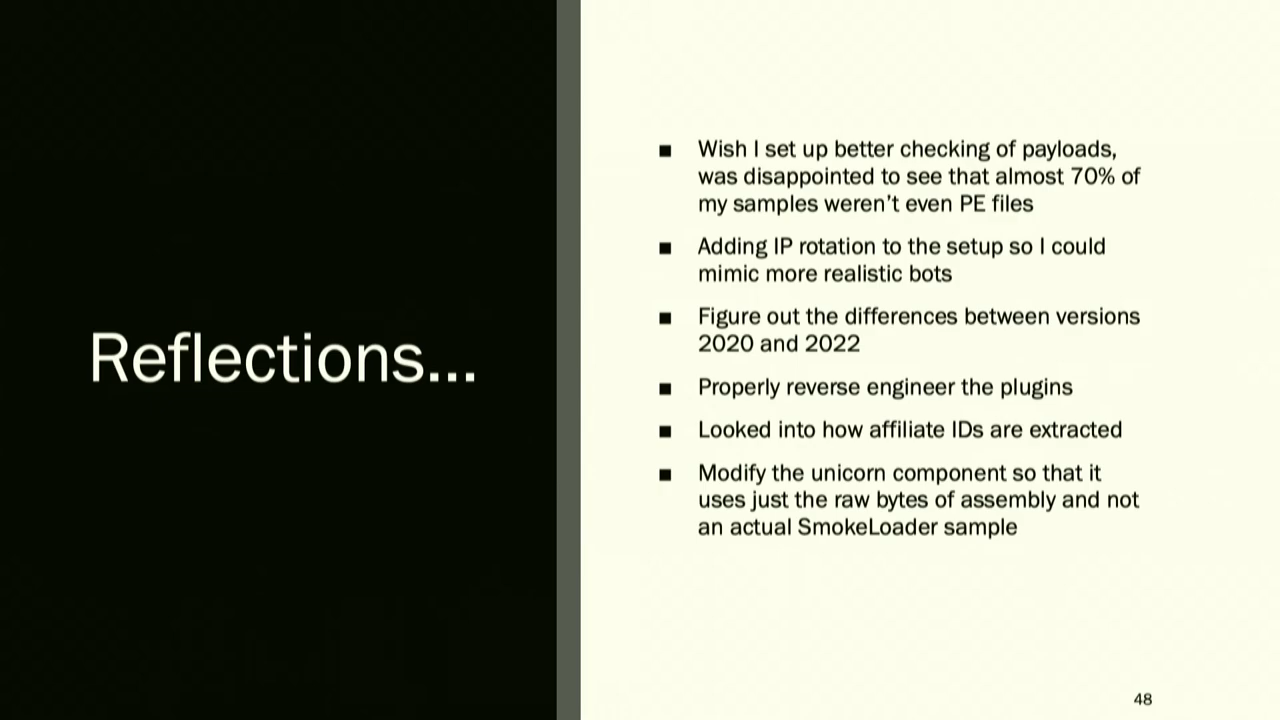 Reflections...
■ Wish I set up better checking of payloads,
was disappointed to see that almost 70% of
my samples weren't even PE files
■ Adding IP rotation to the setup so I could
mimic more realistic bots
■ Figure out the differences between versions
2020 and 2022
■ Properly reverse engineer the plugins
■ Looked into how affiliate IDs are extracted
■ Modify the unicorn component so that it
uses just the raw bytes of assembly and not
an actual SmokeLoader sample
48